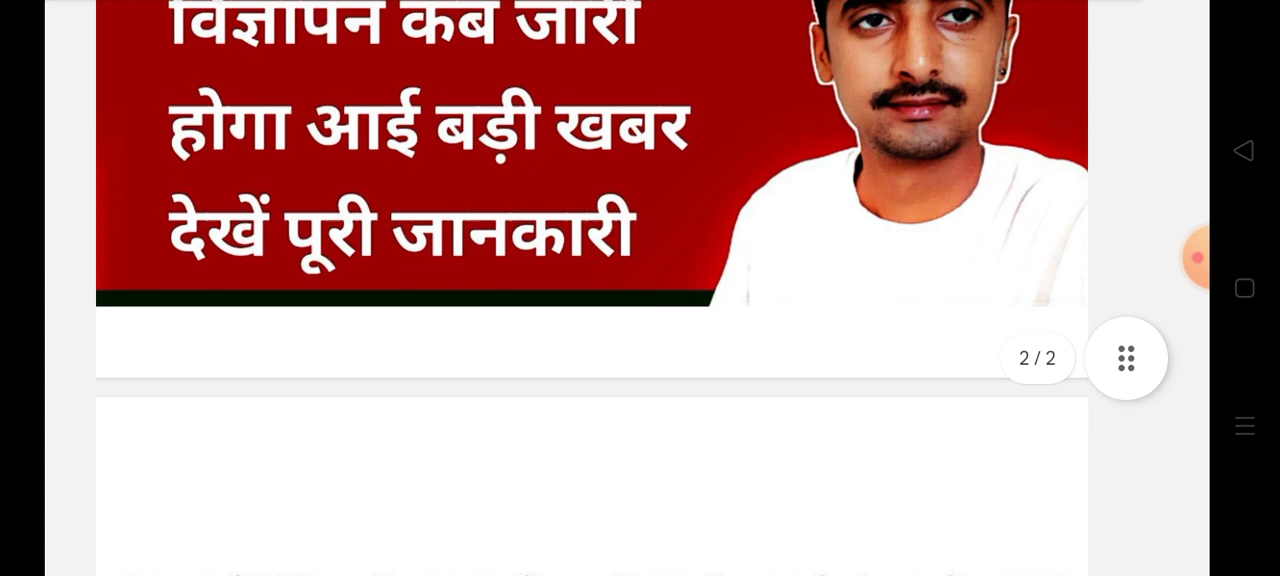 विज्ञापन कब जारी
होगा आई बड़ी खबर
देखें पूरी जानकारी
2 / 2